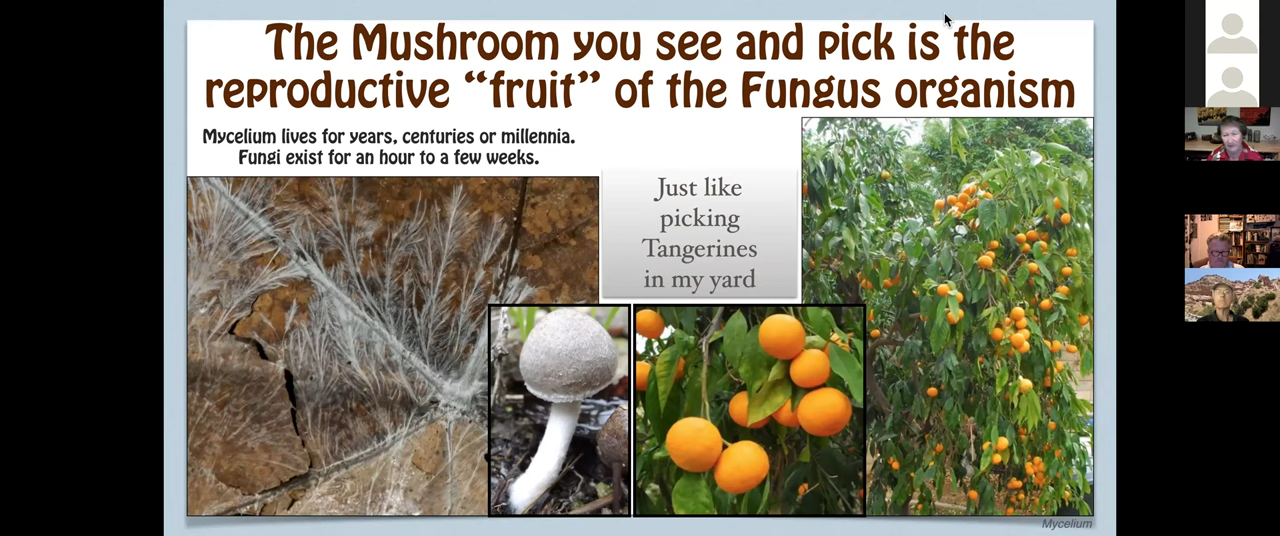 The Mushroom you see and pick is the
reproductive “fruit” of the Fungus organism
Mycelium lives for years, centuries or millennia.
Fungi exist for an hour to a few weeks.
Just like
picking
Tangerines
in my yard
Mycelium